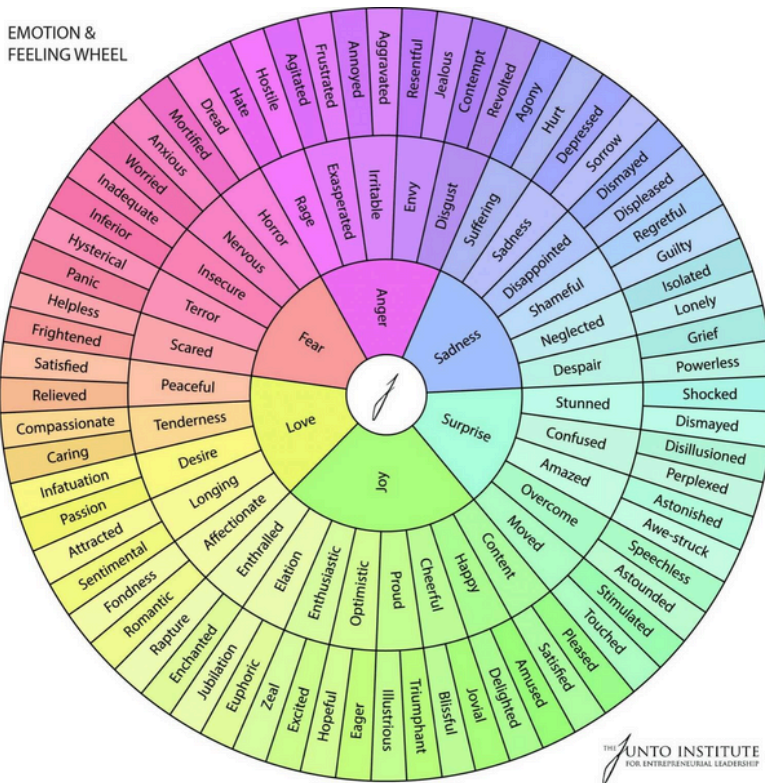 EMOTION &
FEELING WHEEL
Anger
Sadness
Surprise
Joy
Love
Fear
Rage
Exasperated
Irritable
Envy
Disgust
Suffering
Sadness
Disappointed
Shameful
Neglected
Despair
Stunned
Confused
Amazed
Overcome
Moved
Content
Happy
Cheerful
Proud
Optimistic
Enthusiastic
Elation
Enthralled
Affectionate
Longing
Desire
Tenderness
Peaceful
Scared
Terror
Insecure
Nervous
Horror
Hate
Hostile
Agitated
Frustrated
Annoyed
Aggravated
Resentful
Jealous
Contempt
Revolted
Agony
Hurt
Depressed
Sorrow
Dismayed
Displeased
Regretful
Guilty
Isolated
Lonely
Grief
Powerless
Shocked
Dismayed
Disillusioned
Perplexed
Astonished
Awe-struck
Speechless
Astounded
Stimulated
Touched
Pleased
Satisfied
Amused
Delighted
Jovial
Blissful
Triumphant
Illustrious
Eager
Hopeful
Excited
Zeal
Euphoric
Jubilation
Enchanted
Rapture
Romantic
Fondness
Sentimental
Attracted
Passion
Infatuation
Caring
Compassionate
Relieved
Satisfied
Frightened
Helpless
Panic
Hysterical
Inferior
Inadequate
Worried
Anxious
Mortified
Dread
J
THE JUNTO INSTITUTE
FOR ENTREPRENEURIAL LEADERSHIP